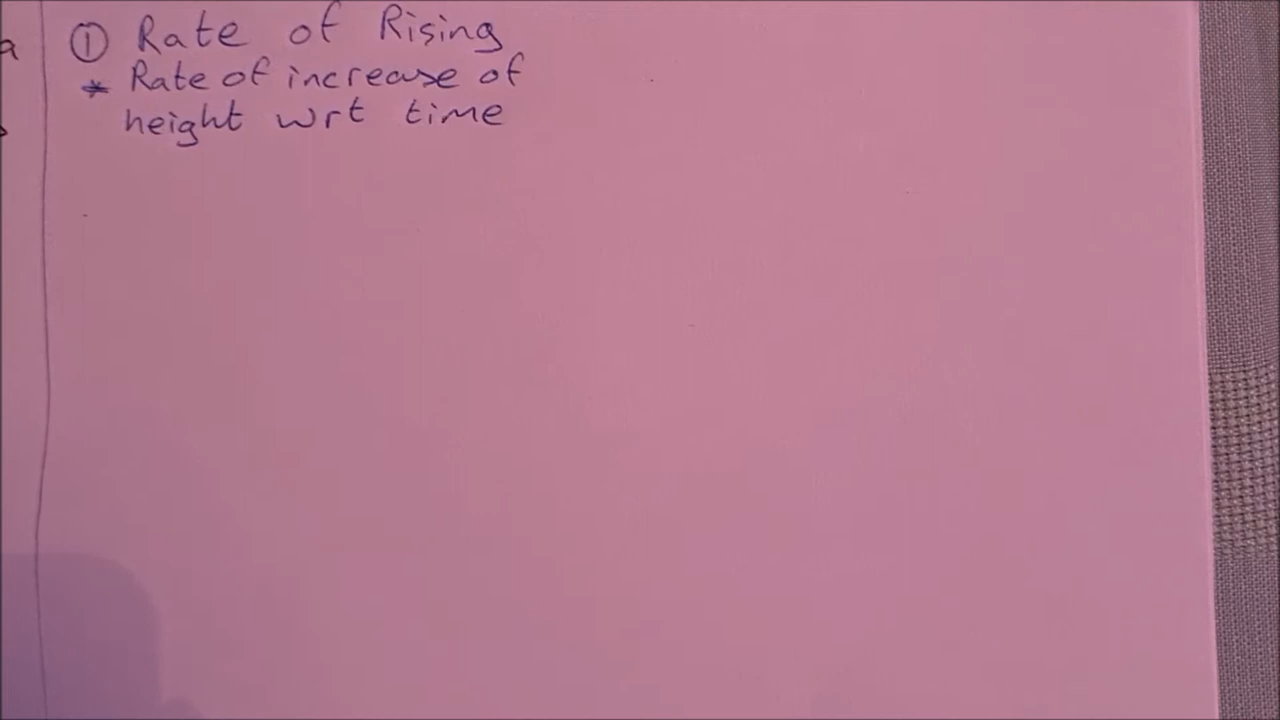 ① Rate of Rising
* Rate of increase of
height wrt time